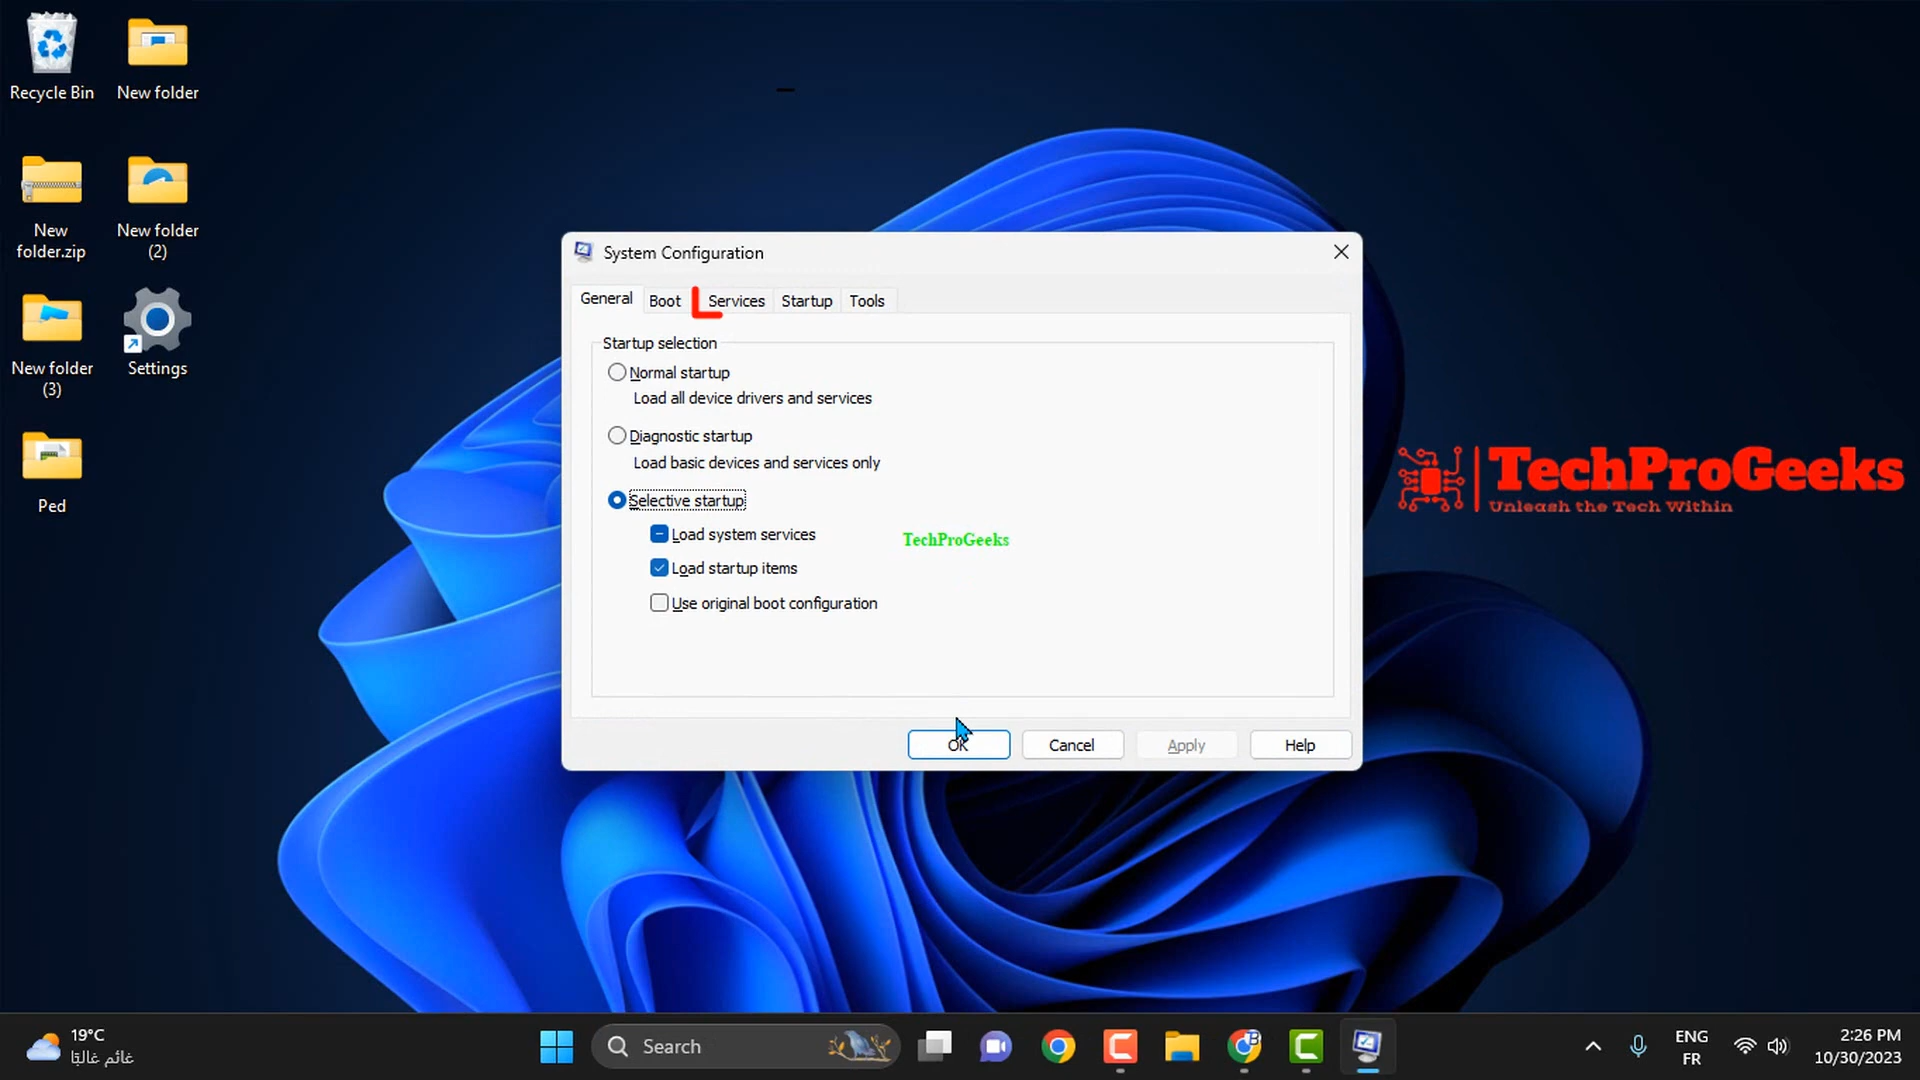 Recycle Bin
New folder
New
folder.zip
New folder
(2)
New folder
(3)
Settings
Ped
System Configuration
General
Boot
Services
Startup
Tools
Startup selection
Normal startup
Load all device drivers and services
Diagnostic startup
Load basic devices and services only
Selective startup
Load system services
Load startup items
Use original boot configuration
TechProGeeks
OK
Cancel
Apply
Help
TechProGeeks
Unleash the Tech Within
19°C
غائم غالبًا
Search
ENG
FR
2:26 PM
10/30/2023